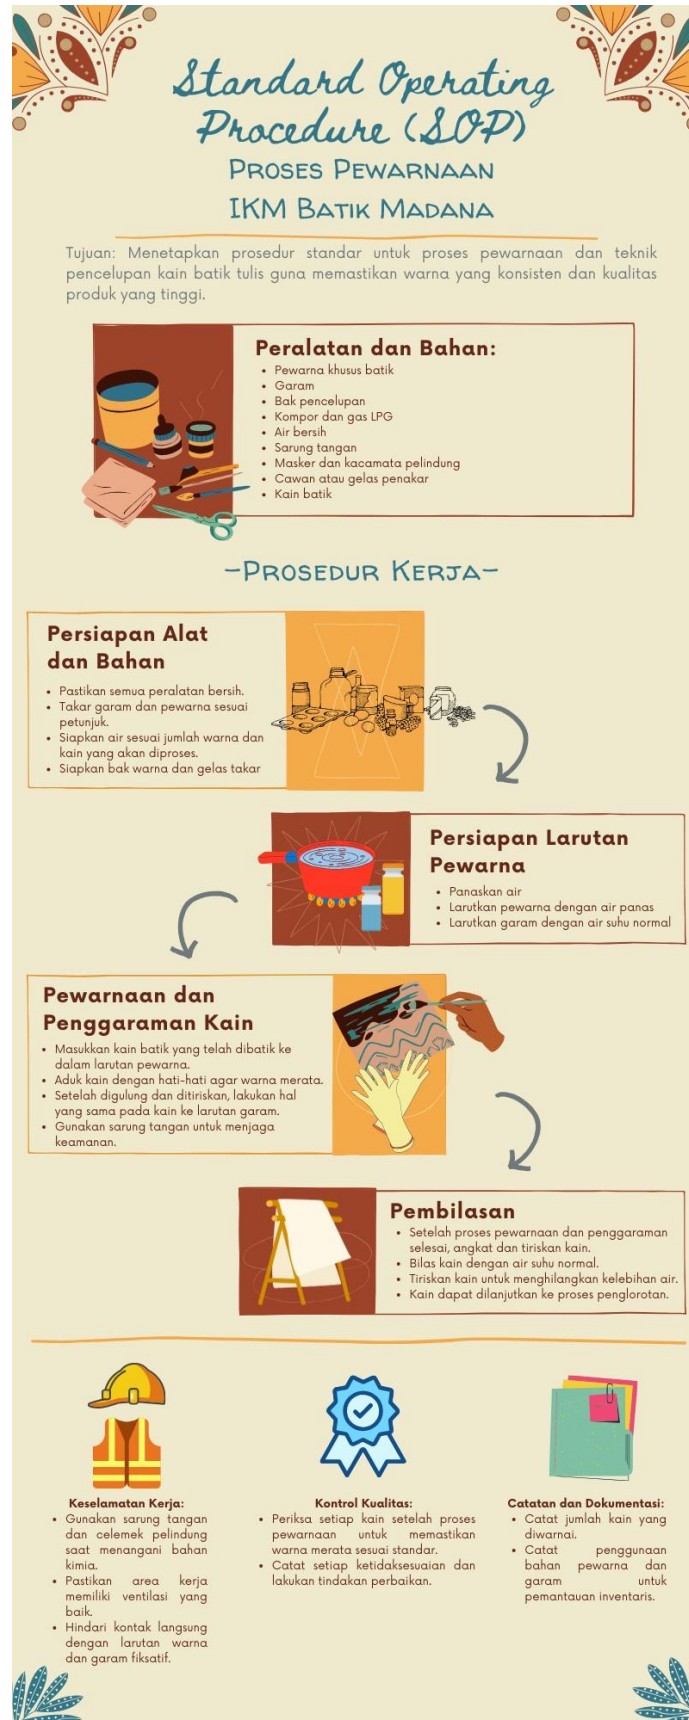 Standard Operating
Procedure (SOP)
PROSES PEWARNAAN
IKM BATIK MADANA
Tujuan: Menetapkan prosedur standar untuk proses pewarnaan dan teknik
pencelupan kain batik tulis guna memastikan warna yang konsisten dan kualitas
produk yang tinggi.
Peralatan dan Bahan:
• Pewarna khusus batik
• Garam
• Bak pencelupan
• Kompor dan gas LPG
• Air bersih
• Sarung tangan
• Masker dan kacamata pelindung
• Cawan atau gelas penakar
• Kain batik
-PROSEDUR KERJA-
Persiapan Alat
dan Bahan
• Pastikan semua peralatan bersih.
• Takar garam dan pewarna sesuai
petunjuk.
• Siapkan air sesuai jumlah warna dan
kain yang akan diproses.
• Siapkan bak warna dan gelas takar
Persiapan Larutan
Pewarna
• Panaskan air
• Larutkan pewarna dengan air panas
• Larutkan garam dengan air suhu normal
Pewarnaan dan
Penggaraman Kain
• Masukkan kain batik yang telah dibatik ke
dalam larutan pewarna.
• Aduk kain dengan hati-hati agar warna merata.
• Setelah digulung dan ditiriskan, lakukan hal
yang sama pada kain ke larutan garam.
• Gunakan sarung tangan untuk menjaga
keamanan.
Pembilasan
• Setelah proses pewarnaan dan penggaraman
selesai, angkat dan tiriskan kain.
• Bilas kain dengan air suhu normal.
• Tiriskan kain untuk menghilangkan kelebihan air.
• Kain dapat dilanjutkan ke proses penglorotan.
Keselamatan Kerja:
• Gunakan sarung tangan
dan celemek pelindung
saat menangani bahan
kimia.
• Pastikan area kerja
memiliki ventilasi yang
baik.
• Hindari kontak langsung
dengan larutan warna
dan garam fiksatif.
Kontrol Kualitas:
• Periksa setiap kain setelah proses
pewarnaan untuk memastikan
warna merata sesuai standar.
• Catat setiap ketidaksesuaian dan
lakukan tindakan perbaikan.
Catatan dan Dokumentasi:
• Catat jumlah kain yang
diwarnai.
• Catat penggunaan
bahan pewarna dan
garam untuk
pemantauan inventaris.